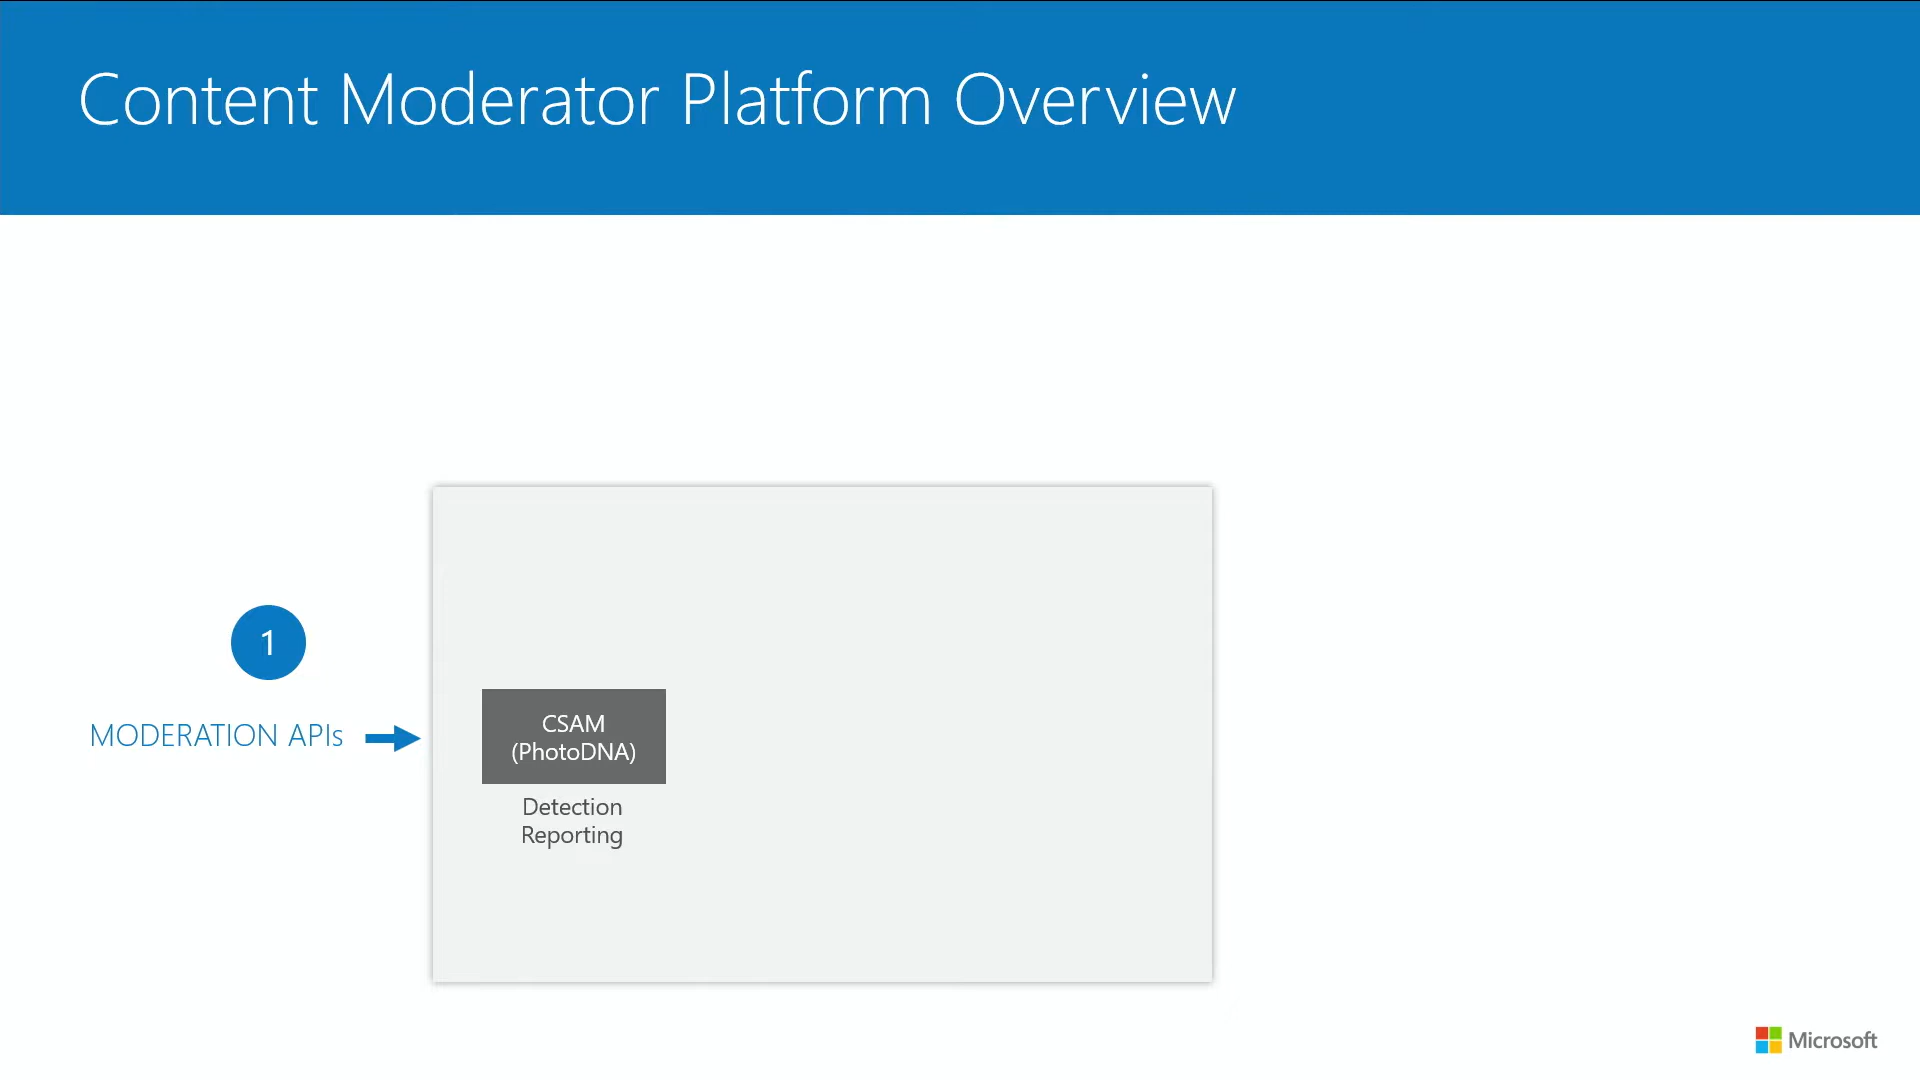 Content Moderator Platform Overview
1
MODERATION APIs
CSAM
(PhotoDNA)
Detection
Reporting
Microsoft